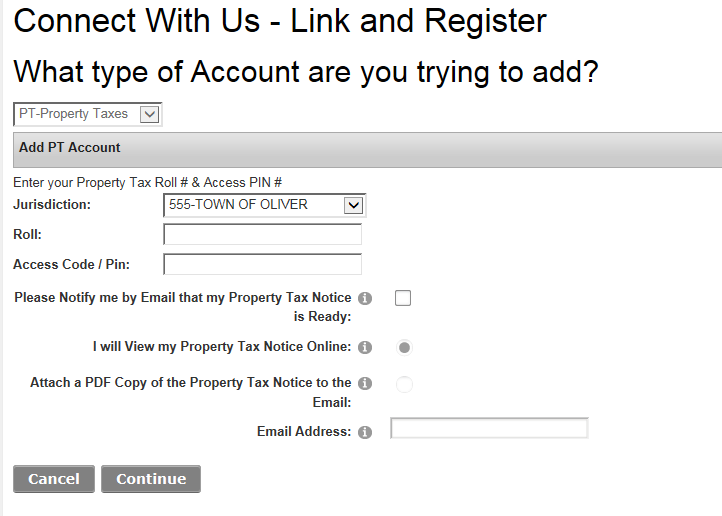 Connect With Us - Link and Register
What type of Account are you trying to add?
PT-Property Taxes
Add PT Account
Enter your Property Tax Roll # & Access PIN #
Jurisdiction: 555-TOWN OF OLIVER
Roll:
Access Code / Pin:
Please Notify me by Email that my Property Tax Notice
is Ready:
I will View my Property Tax Notice Online:
Attach a PDF Copy of the Property Tax Notice to the
Email:
Email Address:
Cancel Continue